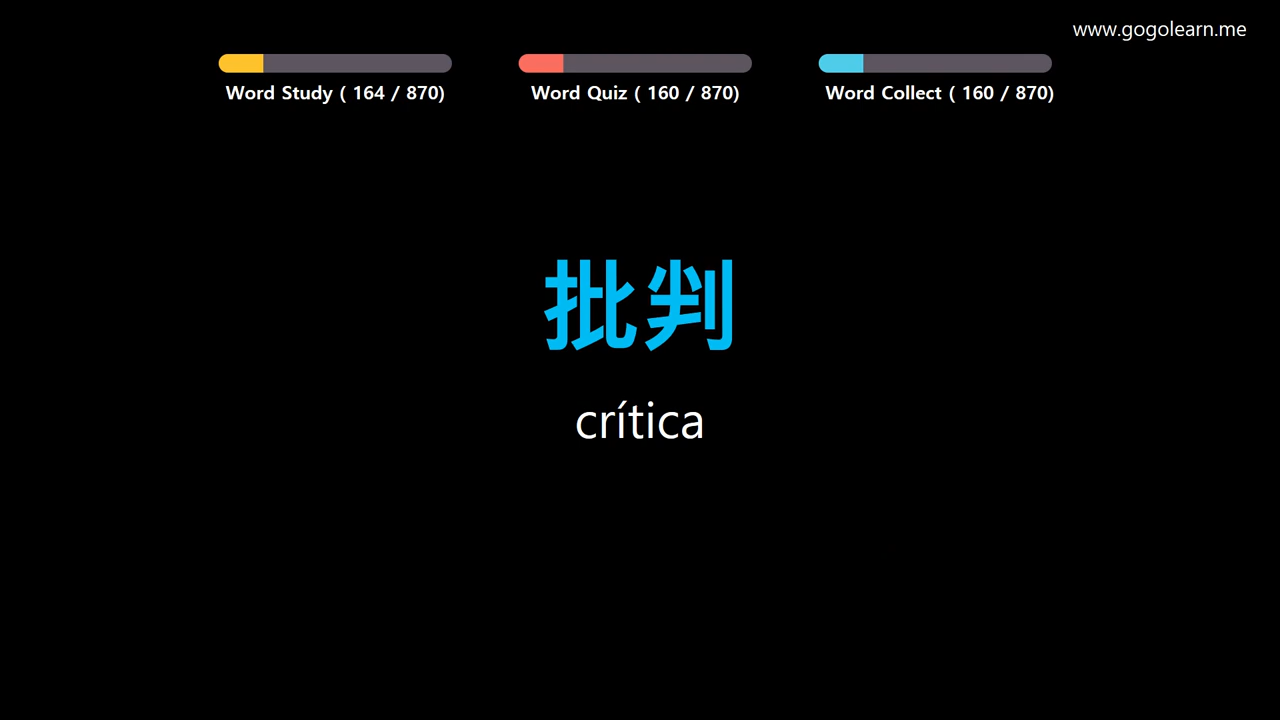 www.gogolearn.me
Word Study ( 164 / 870)
Word Quiz ( 160 / 870)
Word Collect ( 160 / 870)
批判
crítica